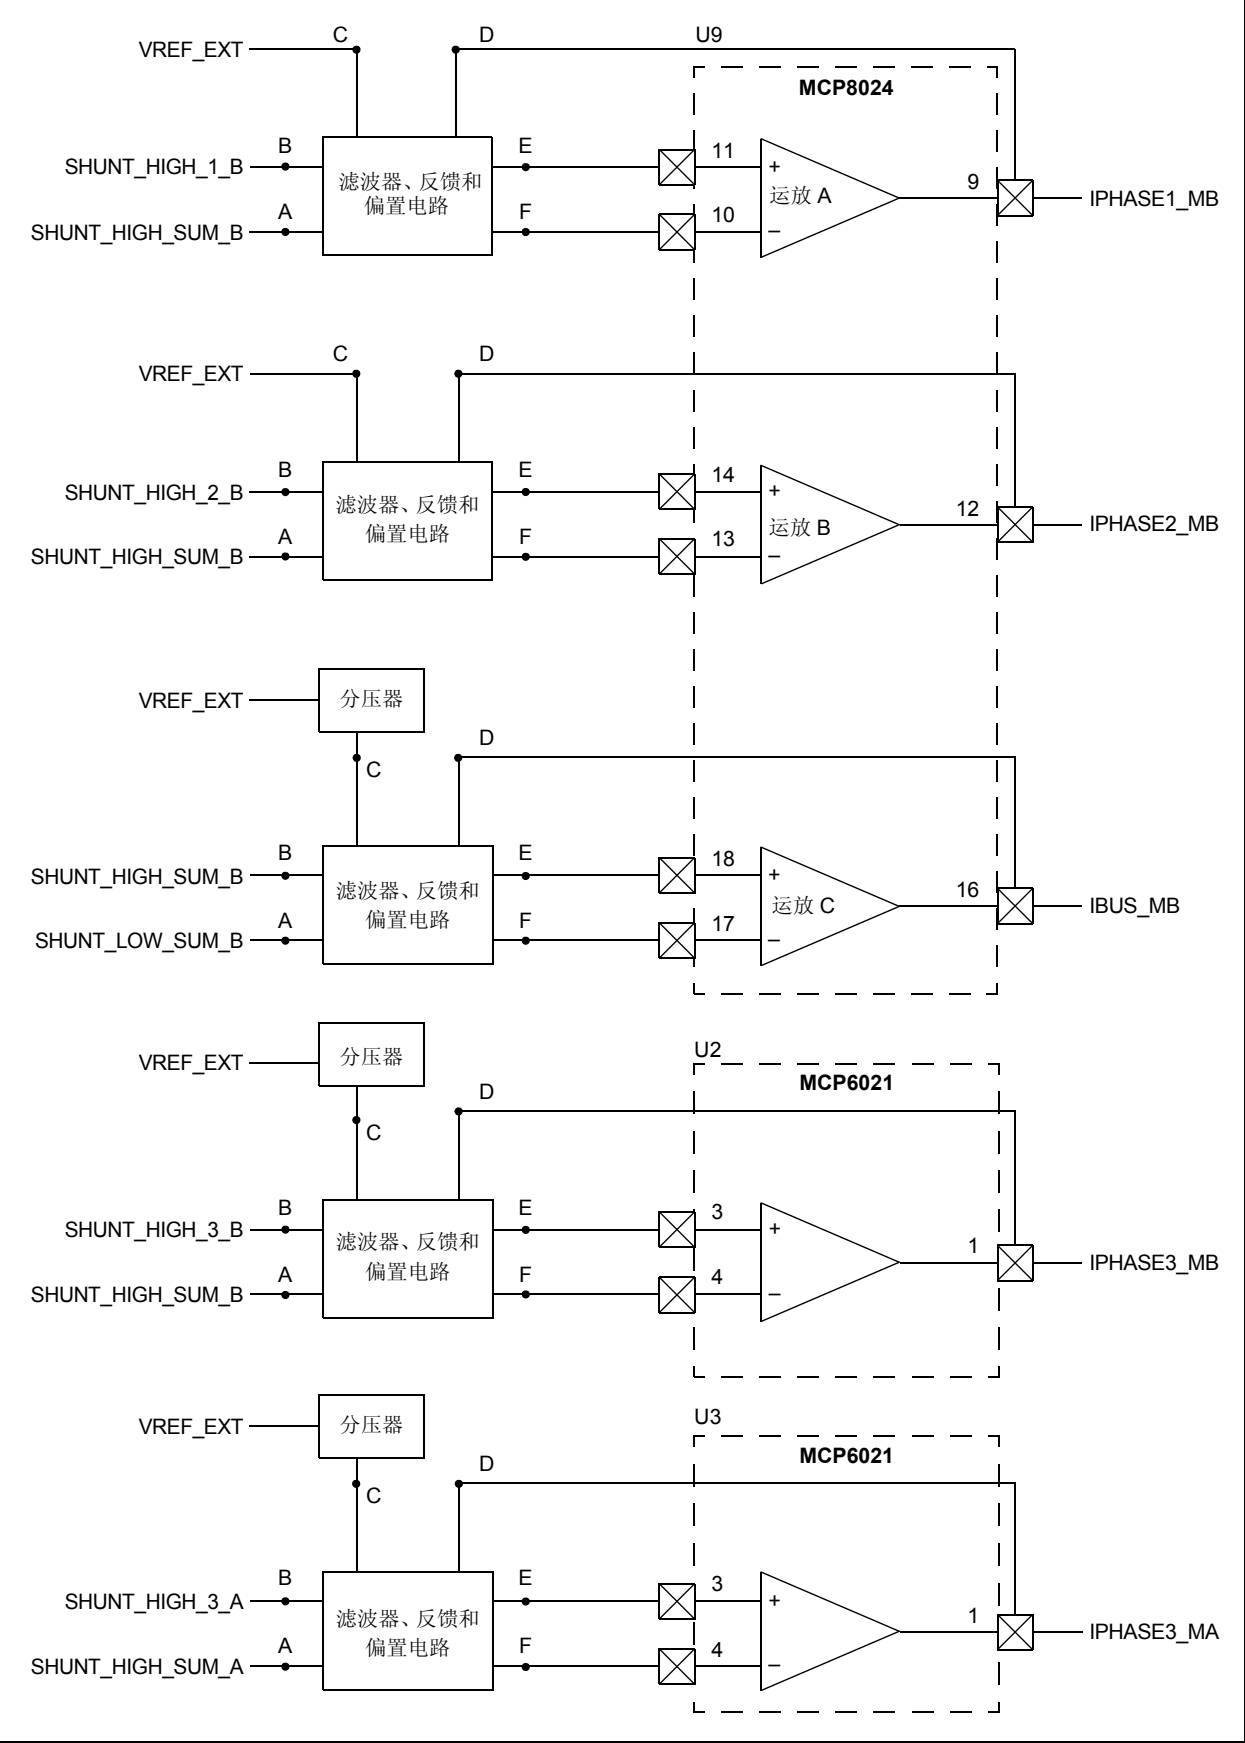 C D U9
VREF_EXT
MCP8024
B E 11 +
SHUNT_HIGH_1_B
滤波器、反馈和
偏置电路
运放 A
9
IPHASE1_MB
A F 10 −
SHUNT_HIGH_SUM_B
C D
VREF_EXT
B E 14 +
SHUNT_HIGH_2_B
滤波器、反馈和
偏置电路
运放 B
12
IPHASE2_MB
A F 13 −
SHUNT_HIGH_SUM_B
VREF_EXT
分压器
D
C
B E 18 +
SHUNT_HIGH_SUM_B
滤波器、反馈和
偏置电路
运放 C
16
IBUS_MB
A F 17 −
SHUNT_LOW_SUM_B
U2
VREF_EXT
分压器
MCP6021
D
C
B E 3 +
SHUNT_HIGH_3_B
滤波器、反馈和
偏置电路
1
IPHASE3_MB
A F 4 −
SHUNT_HIGH_SUM_B
U3
VREF_EXT
分压器
MCP6021
D
C
B E 3 +
SHUNT_HIGH_3_A
滤波器、反馈和
偏置电路
1
IPHASE3_MA
A F 4 −
SHUNT_HIGH_SUM_A